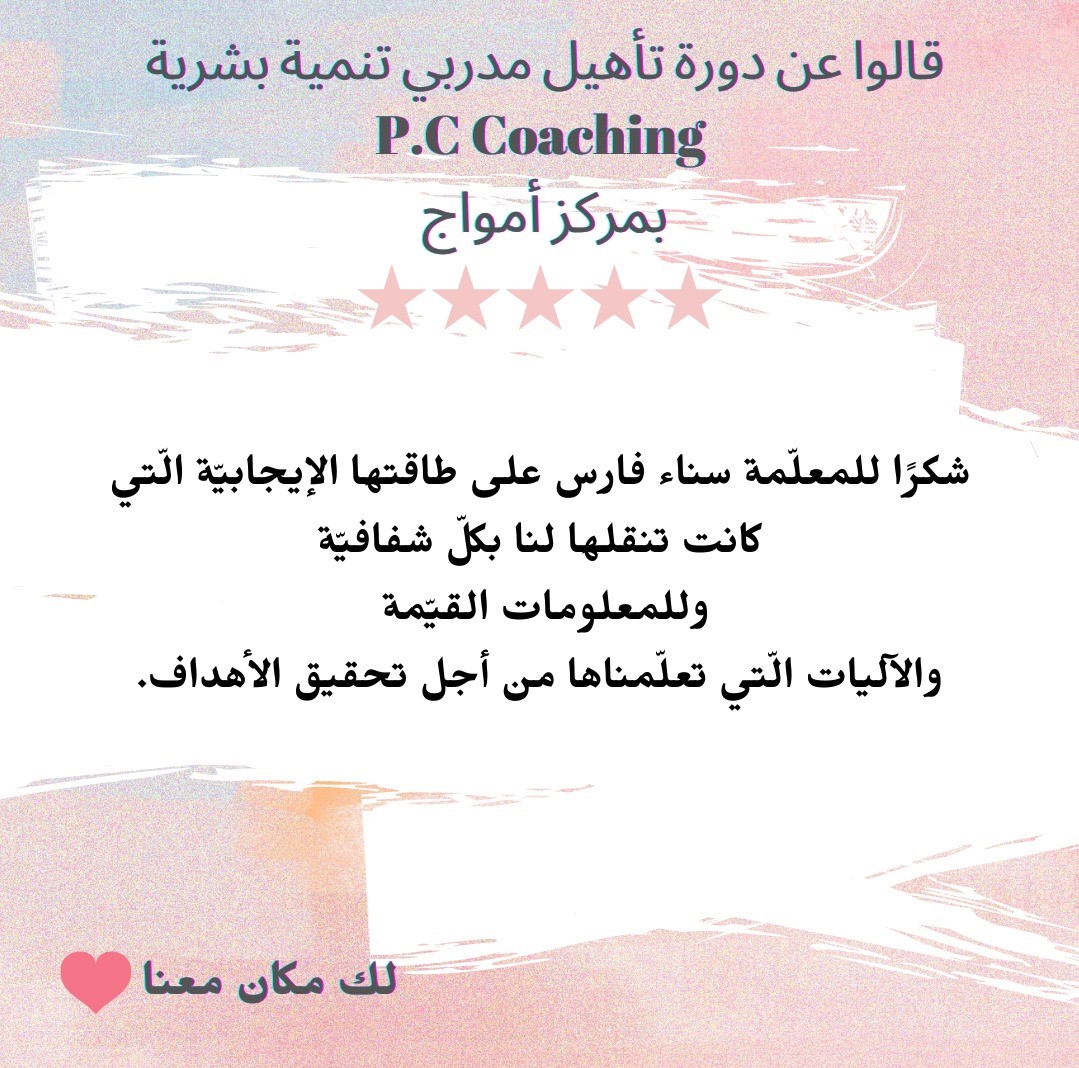 قالوا عن دورة تأهيل مدربي تنمية بشرية
P.C Coaching
بمركز أمواج
شكرًا للمعلّمة سناء فارس على طاقتها الإيجابيّة الّتي
كانت تنقلها لنا بكلّ شفافيّة
وللمعلومات القيّمة
والآليات الّتي تعلّمناها من أجل تحقيق الأهداف.
لك مكان معنا